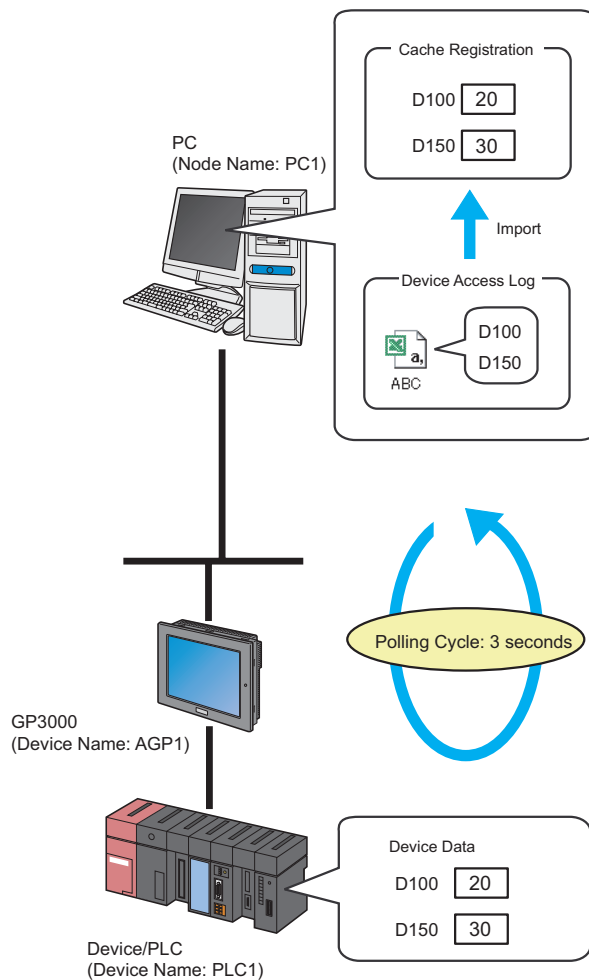 Cache Registration
D100 20
D150 30
PC
(Node Name: PC1)
Import
Device Access Log
D100
D150
a,
ABC
Polling Cycle: 3 seconds
GP3000
(Device Name: AGP1)
Device Data
D100 20
D150 30
Device/PLC
(Device Name: PLC1)